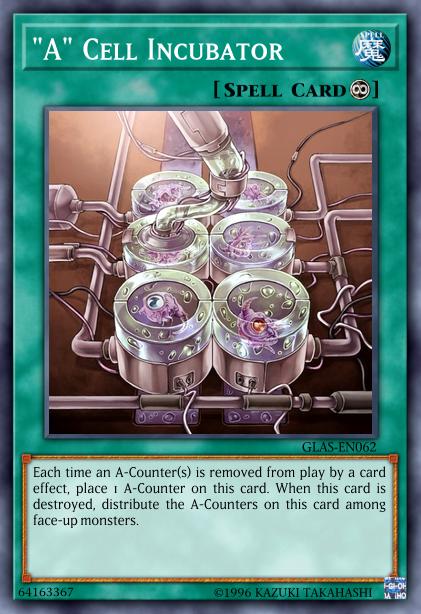 "A" CELL INCUBATOR
SPELL
魔
[SPELL CARD]
GLAS-EN062
Each time an A-Counter(s) is removed from play by a card
effect, place 1 A-Counter on this card. When this card is
destroyed, distribute the A-Counters on this card among
face-up monsters.
64163367
©1996 KAZUKI TAKAHASHI